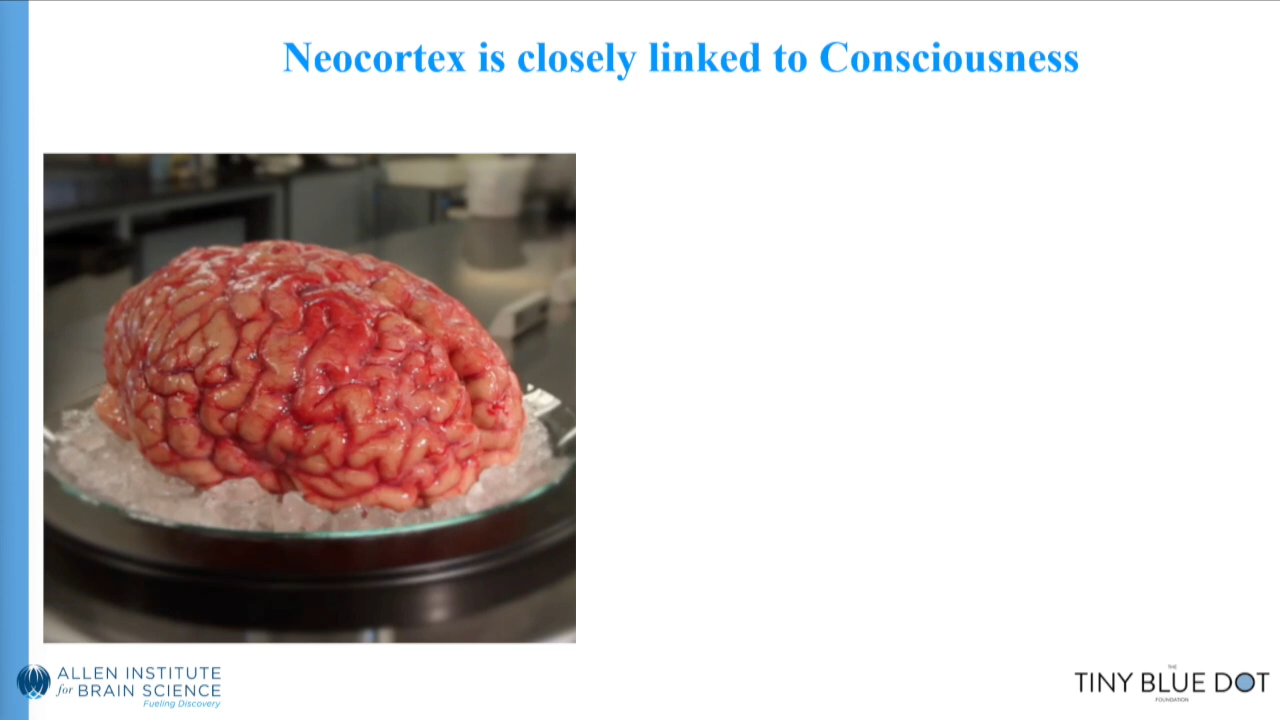 Neocortex is closely linked to Consciousness
ALLEN INSTITUTE
for BRAIN SCIENCE
Fueling Discovery
THE
TINY BLUE DOT
FOUNDATION